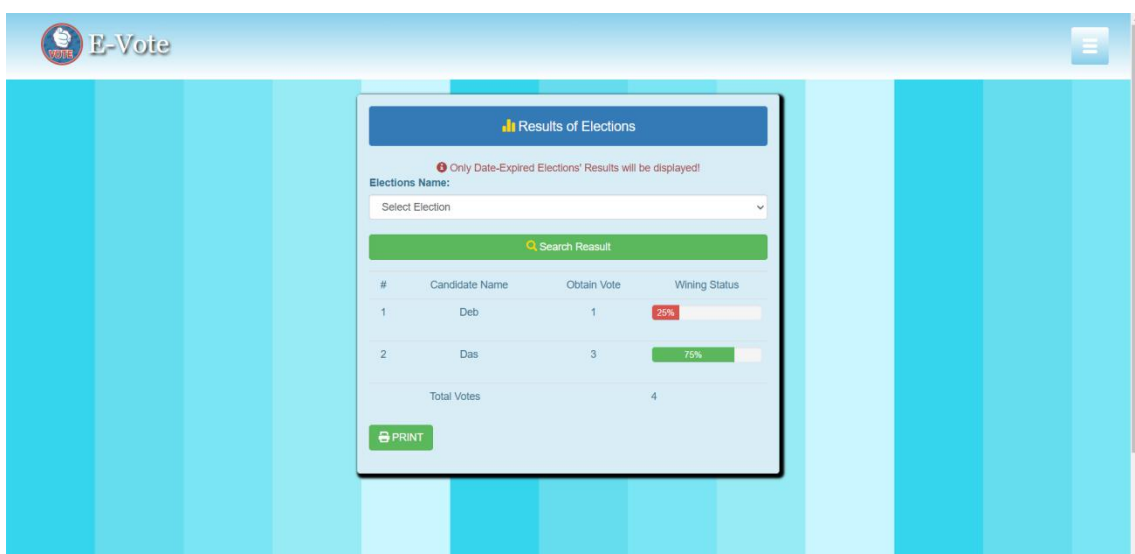 VOTE
E-Vote
Results of Elections
Only Date-Expired Elections' Results will be displayed!
Elections Name:
Select Election
Search Reasult
# Candidate Name Obtain Vote Wining Status
1 Deb 1 25%
2 Das 3 75%
Total Votes 4
PRINT